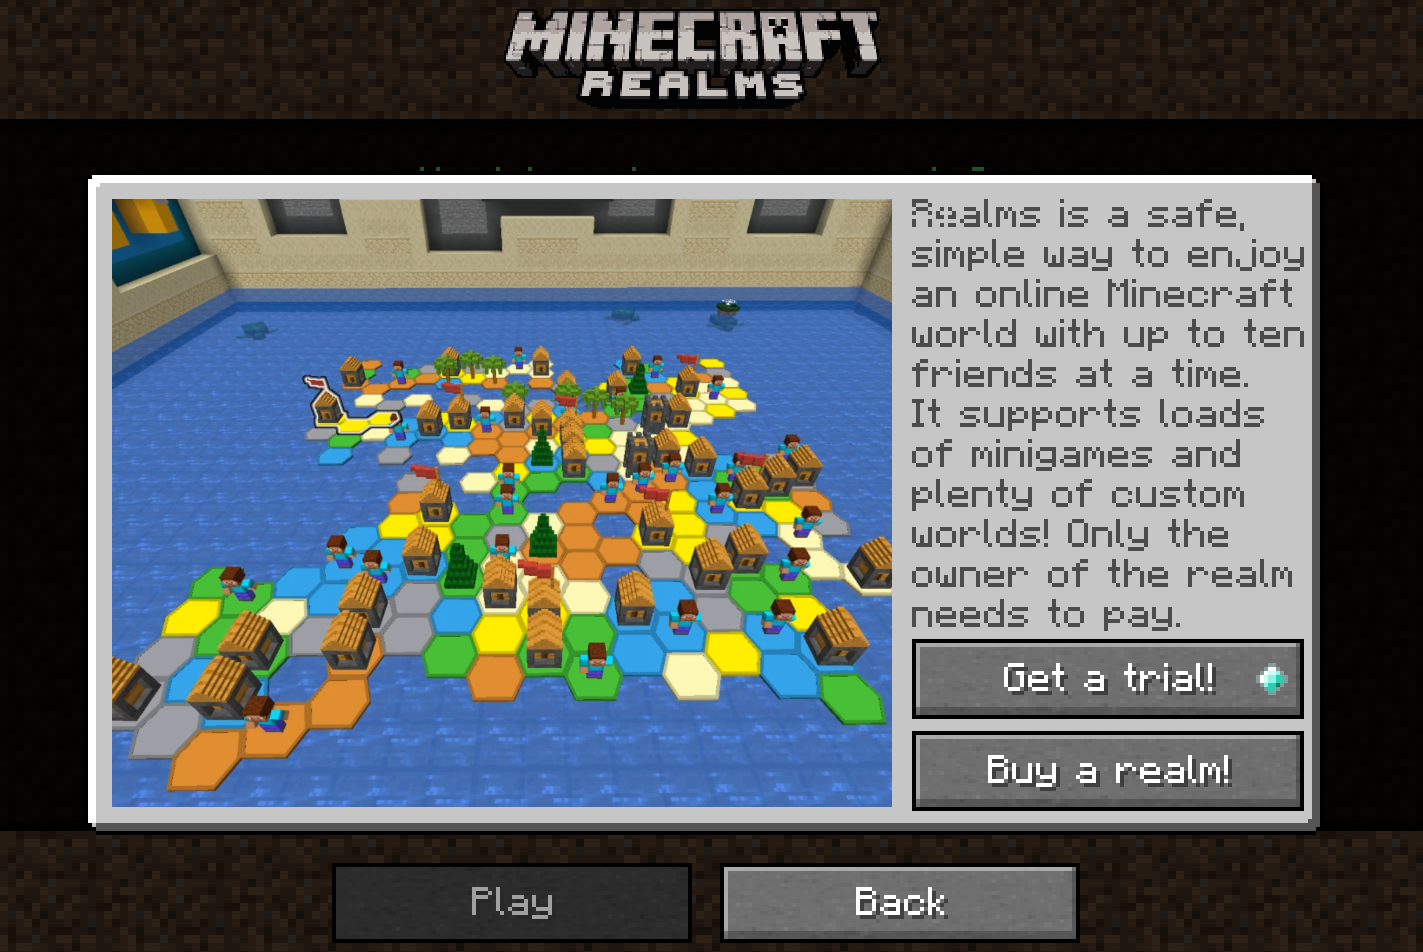 MINECRAFT
REALMS
Realms is a safe,
simple way to enjoy
an online Minecraft
world with up to ten
friends at a time.
It supports loads
of minigames and
plenty of custom
worlds! Only the
owner of the realm
needs to pay.
Get a trial!
Buy a realm!
Play
Back